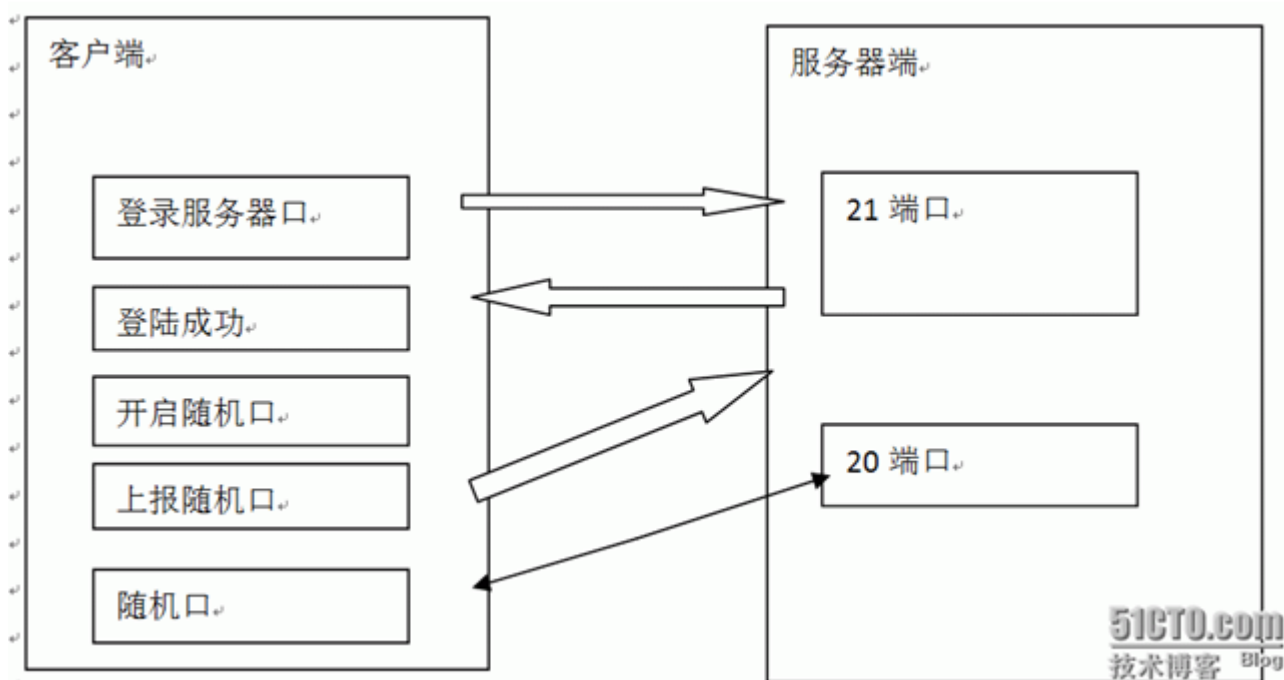 客户端
登录服务器口
登陆成功
开启随机口
上报随机口
随机口
服务器端
21 端口
20 端口
51CTO.com
技术博客 Blog